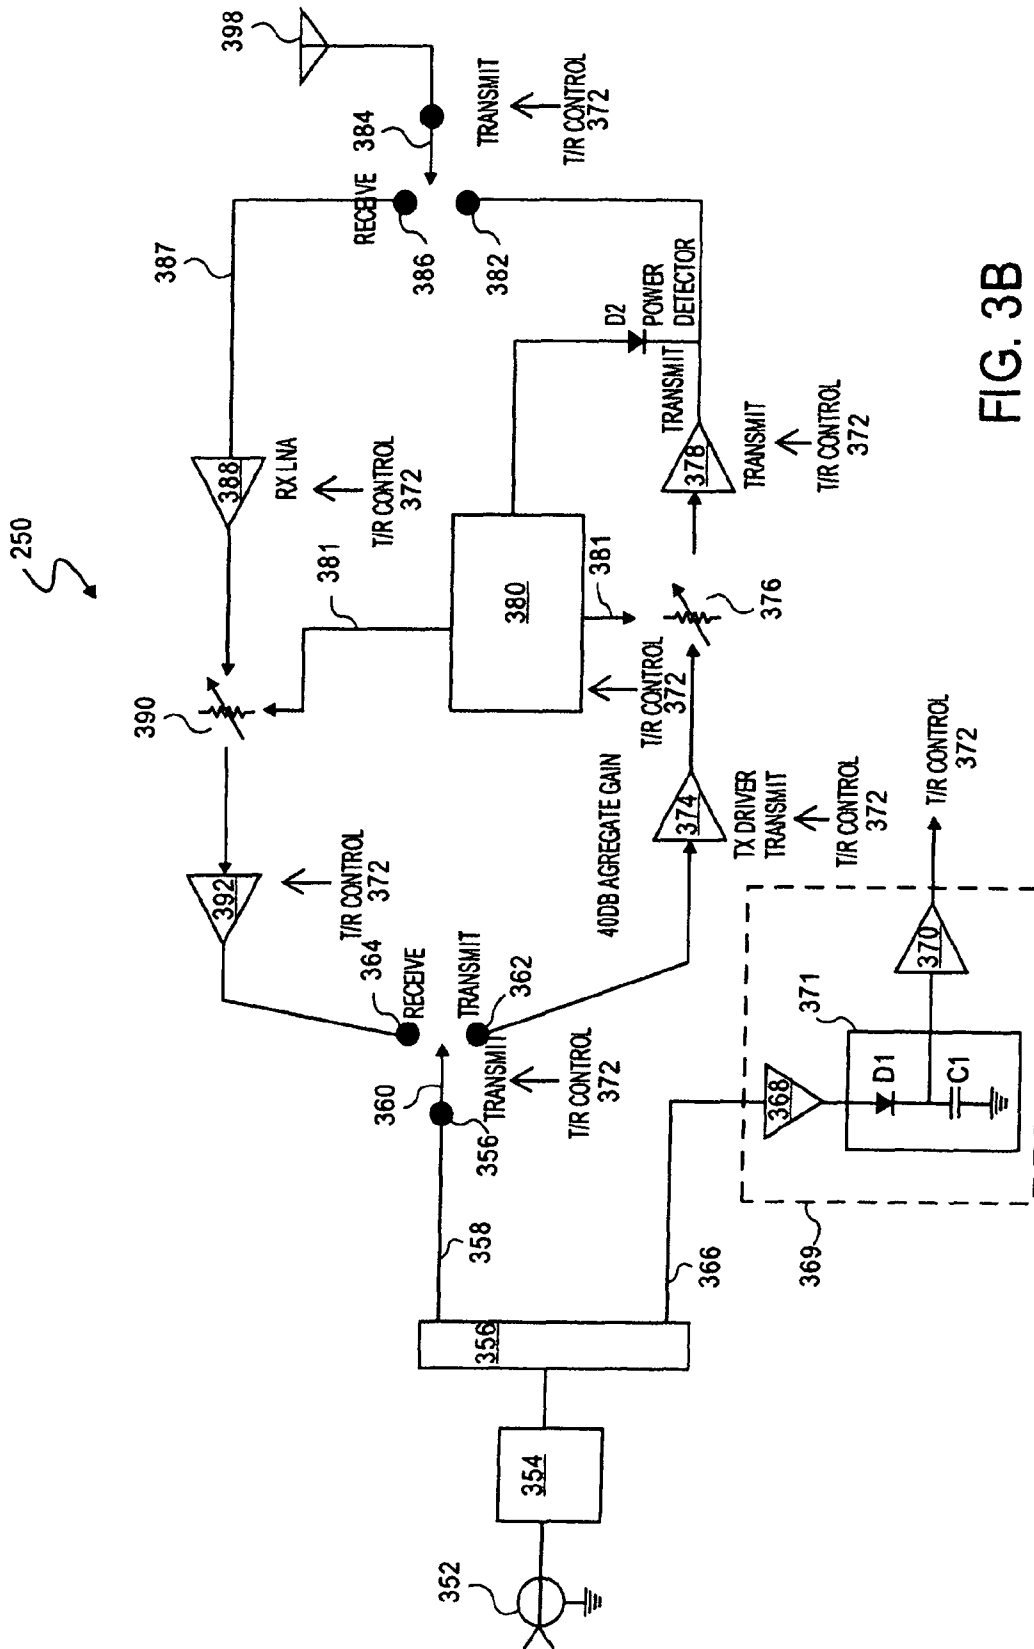 250
398
387
384
TRANSMIT
T/R CONTROL
372
RECEIVE
386
382
388
RX LNA
T/R CONTROL
372
390
381
380
381
T/R CONTROL
372
D2
POWER
DETECTOR
TRANSMIT
378
TRANSMIT
T/R CONTROL
372
376
392
T/R CONTROL
372
364
RECEIVE
TRANSMIT
362
360
356
TRANSMIT
T/R CONTROL
372
40DB AGREGATE GAIN
374
TX DRIVER
TRANSMIT
T/R CONTROL
372
358
356
354
352
366
369
368
D1
C1
371
370
T/R CONTROL
372
FIG. 3B